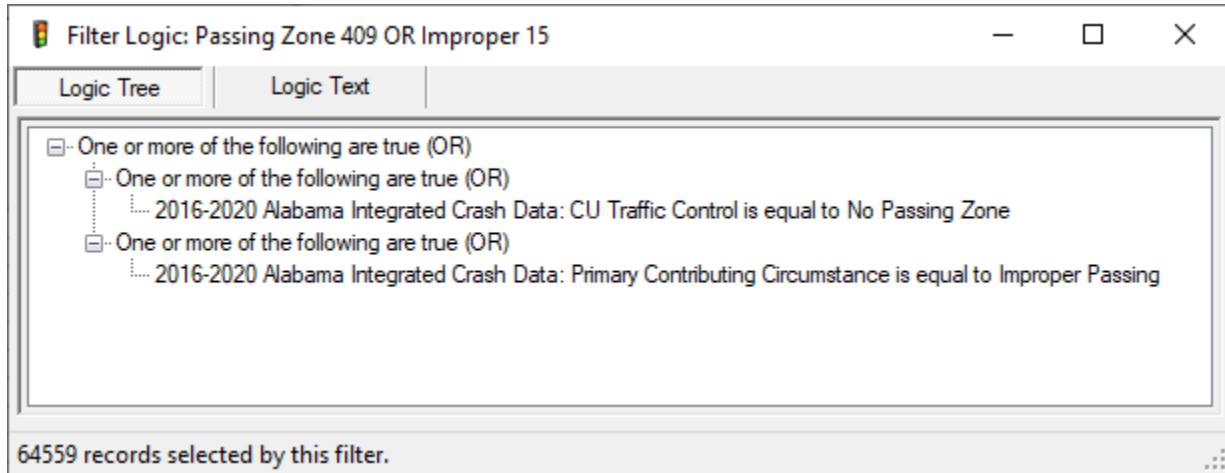 Filter Logic: Passing Zone 409 OR Improper 15
Logic Tree Logic Text
One or more of the following are true (OR)
One or more of the following are true (OR)
2016-2020 Alabama Integrated Crash Data: CU Traffic Control is equal to No Passing Zone
One or more of the following are true (OR)
2016-2020 Alabama Integrated Crash Data: Primary Contributing Circumstance is equal to Improper Passing
64559 records selected by this filter.